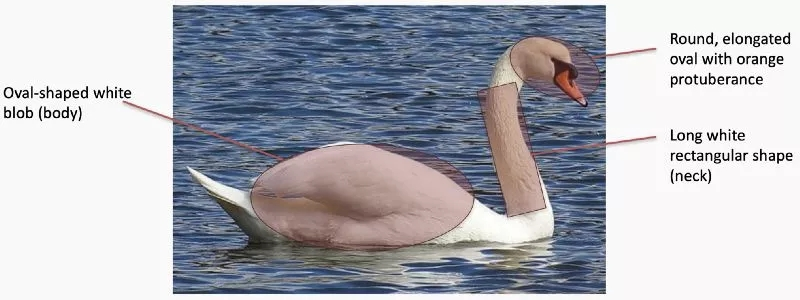 Oval-shaped white
blob (body)
Round, elongated
oval with orange
protuberance
Long white
rectangular shape
(neck)